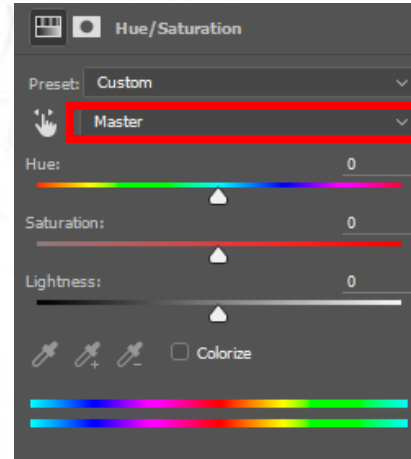 Hue/Saturation
Preset: Custom
Master
Hue: 0
Saturation: 0
Lightness: 0
Colorize